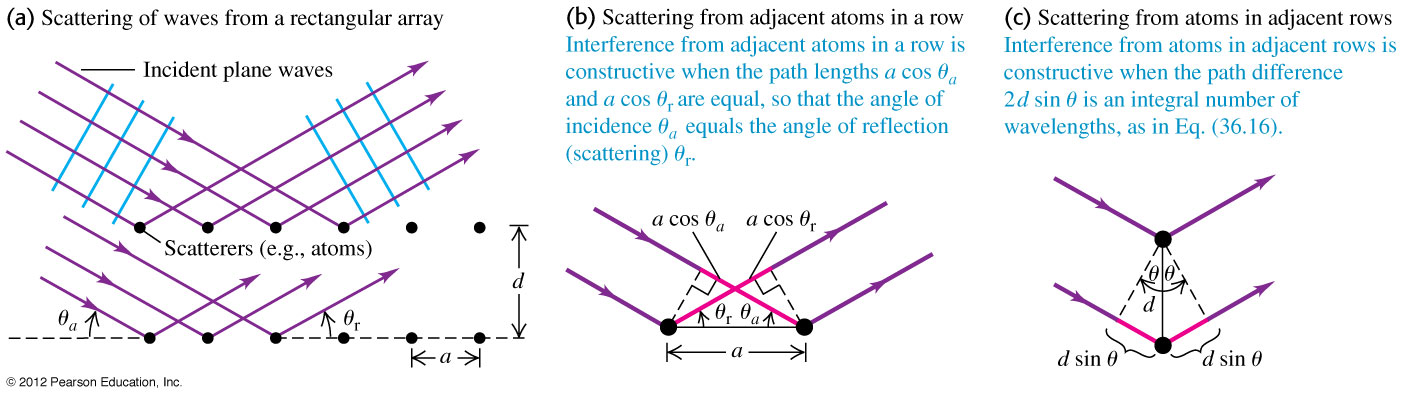 (a) Scattering of waves from a rectangular array
Incident plane waves
Scatterers (e.g., atoms)
d
θa
θr
a
© 2012 Pearson Education, Inc.
(b) Scattering from adjacent atoms in a row
Interference from adjacent atoms in a row is
constructive when the path lengths a cos θa
and a cos θr are equal, so that the angle of
incidence θa equals the angle of reflection
(scattering) θr.
a cos θa
a cos θr
θr
θa
a
(c) Scattering from atoms in adjacent rows
Interference from atoms in adjacent rows is
constructive when the path difference
2d sin θ is an integral number of
wavelengths, as in Eq. (36.16).
θ
θ
d
d sin θ
d sin θ